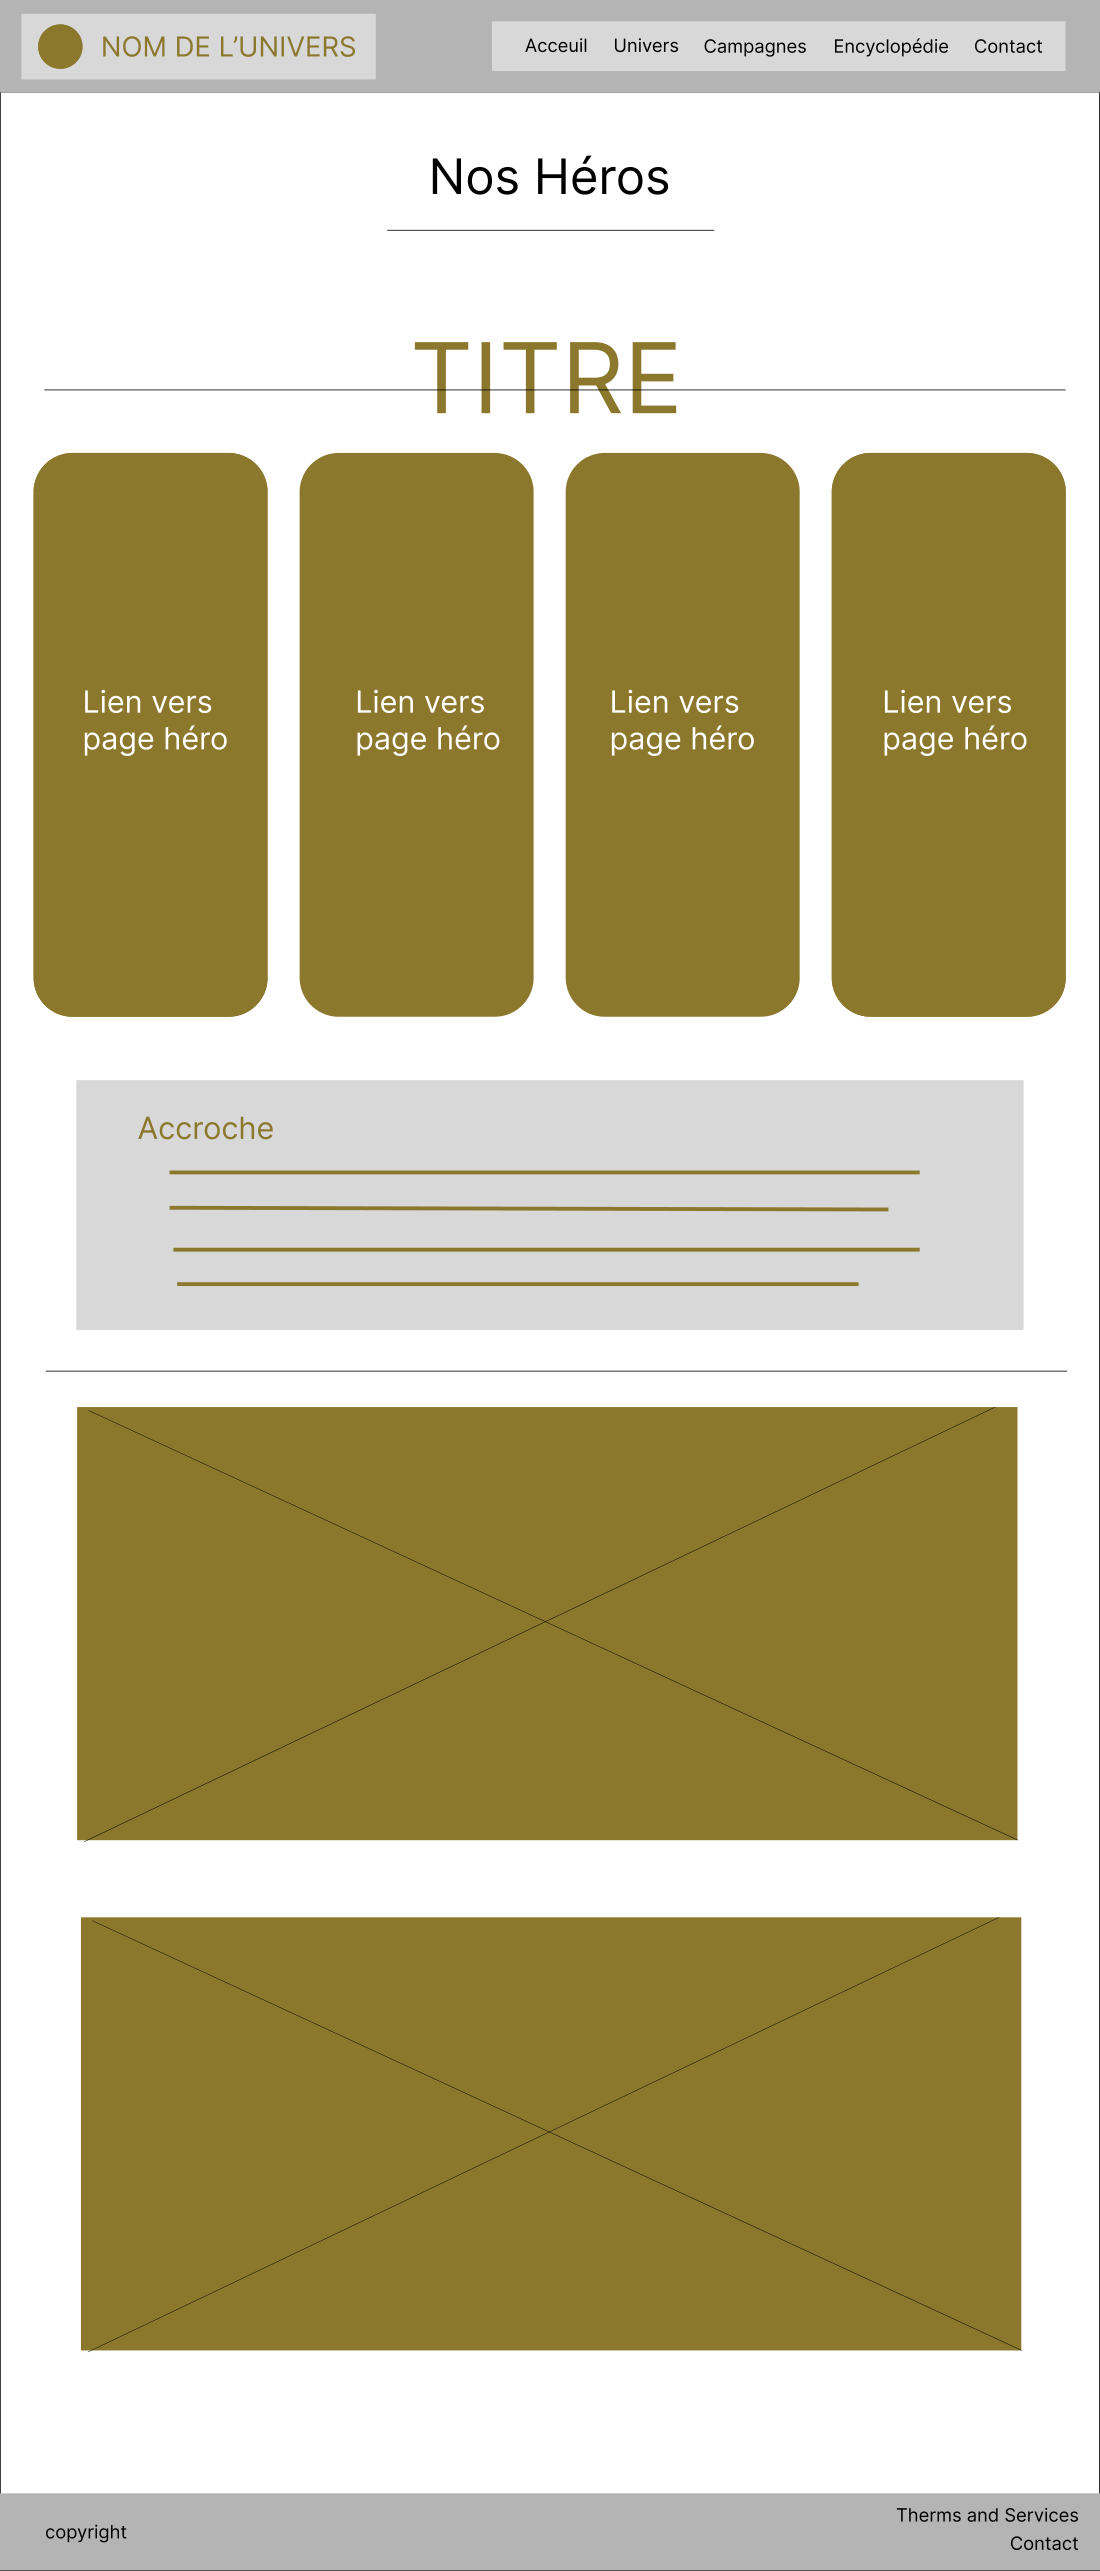 NOM DE L’UNIVERS
Acceuil Univers Campagnes Encyclopédie Contact
Nos Héros
TITRE
Lien vers
page héro
Lien vers
page héro
Lien vers
page héro
Lien vers
page héro
Accroche
copyright
Therms and Services
Contact